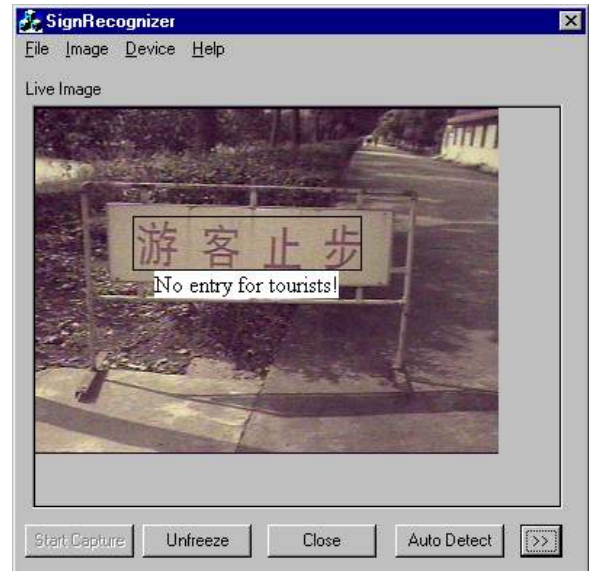 SignRecognizer
File Image Device Help
Live Image
游客止步
No entry for tourists!
Start Capture Unfreeze Close Auto Detect >>